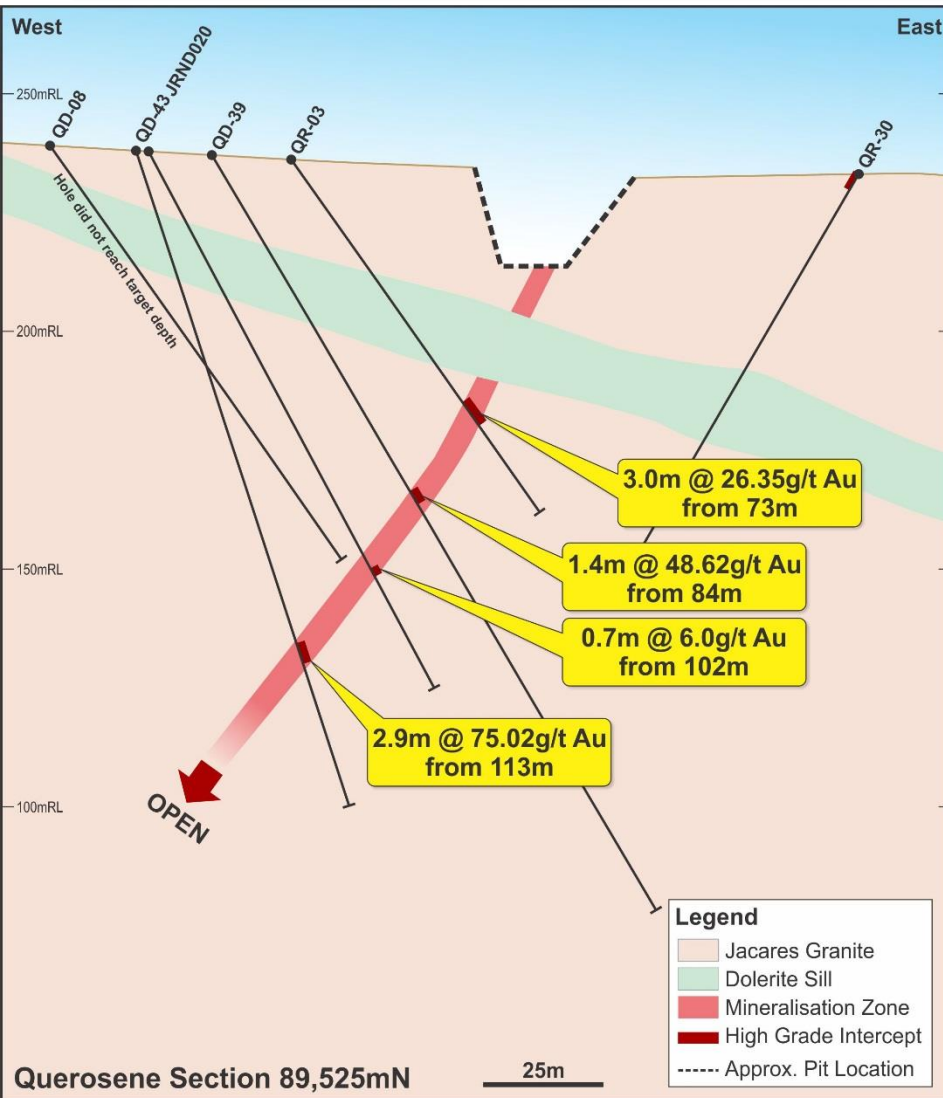 West
East
250mRL
QD-08
QD-43
JRND020
QD-39
QR-03
QR-30
Hole did not reach target depth
200mRL
3.0m @ 26.35g/t Au
from 73m
1.4m @ 48.62g/t Au
from 84m
150mRL
0.7m @ 6.0g/t Au
from 102m
2.9m @ 75.02g/t Au
from 113m
100mRL
OPEN
Legend
Jacares Granite
Dolerite Sill
Mineralisation Zone
High Grade Intercept
Approx. Pit Location
Querosene Section 89,525mN
25m